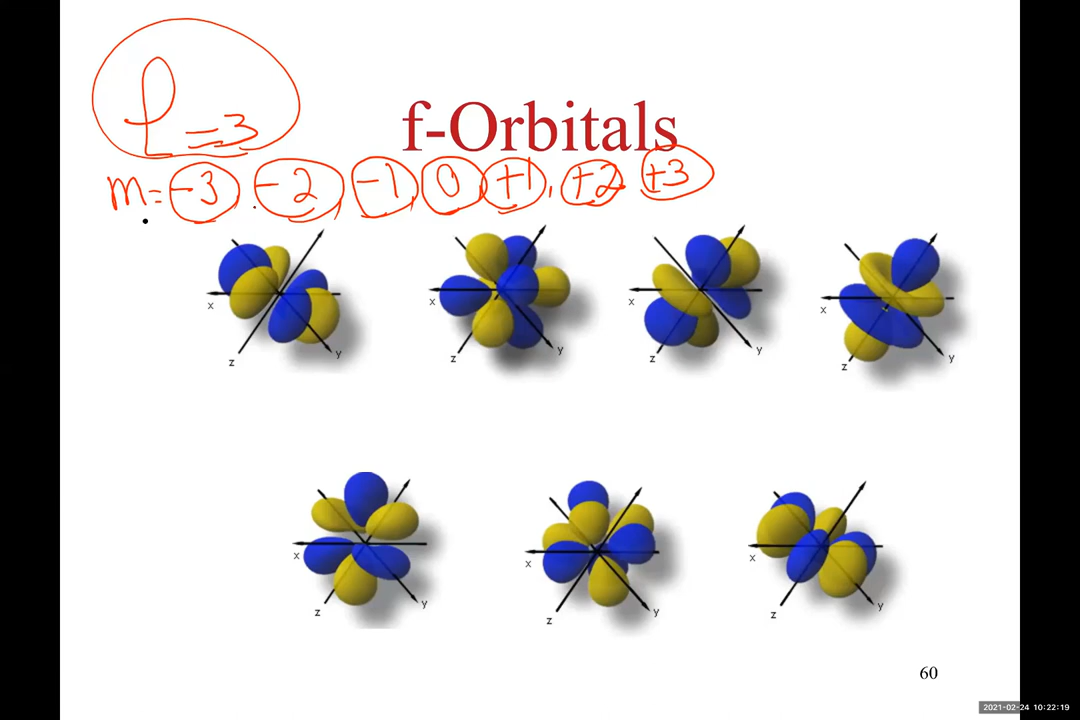 l = 3
f-Orbitals
m = -3, -2, -1, 0, +1, +2, +3
x y z
x y z
x y z
x y z
x y z
x y z
x y z
60
2021-02-24 10:22:19